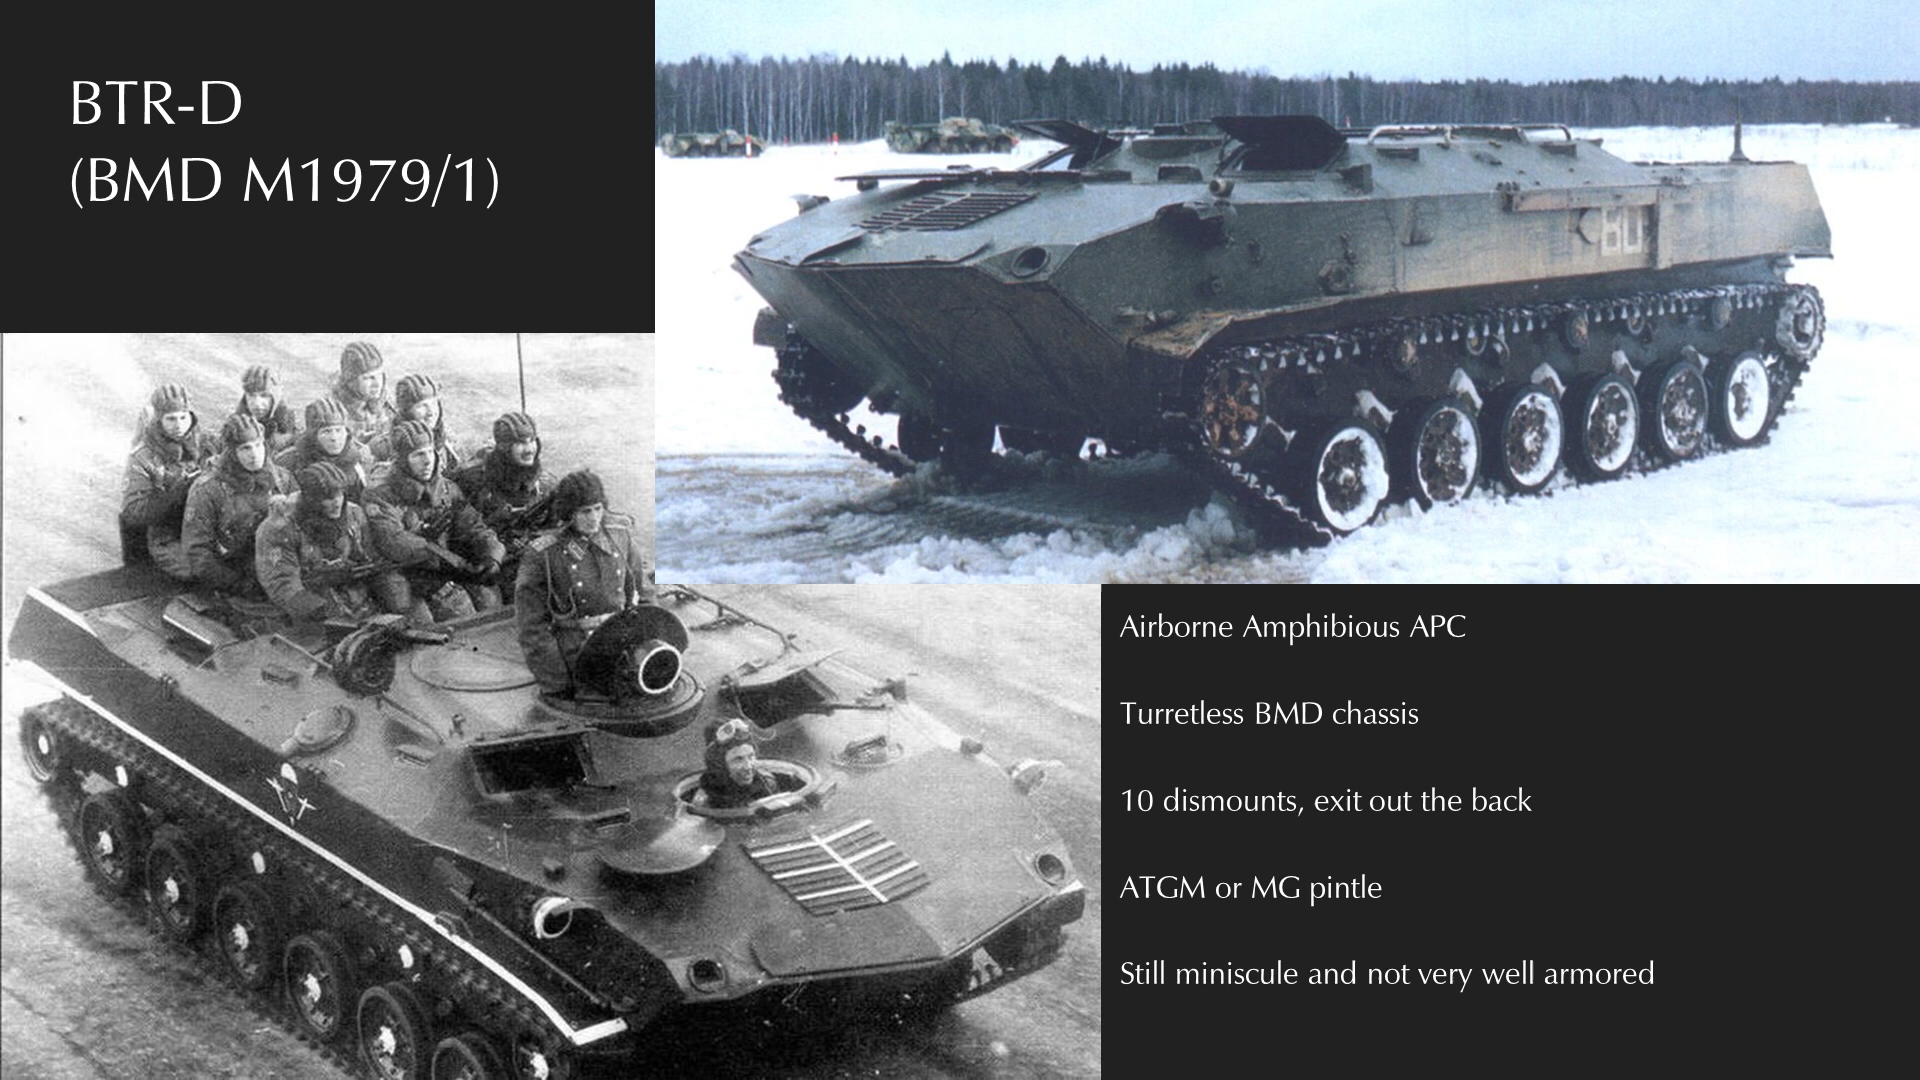 BTR-D
(BMD M1979/1)
80
Airborne Amphibious APC
Turretless BMD chassis
10 dismounts, exit out the back
ATGM or MG pintle
Still miniscule and not very well armored